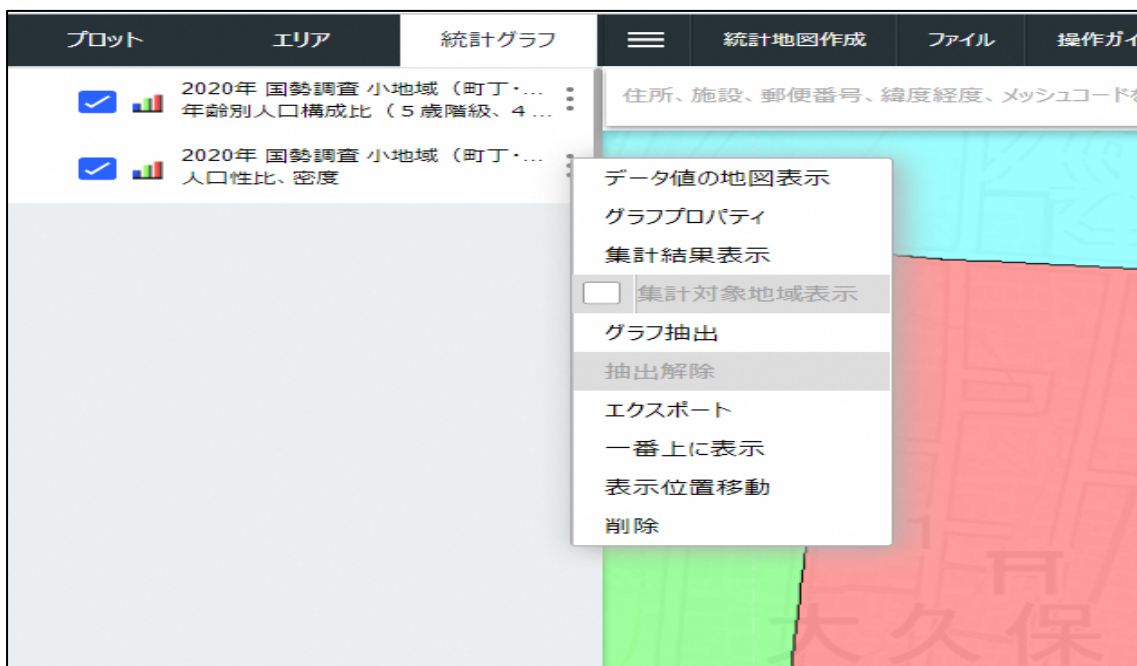 プロット エリア 統計グラフ 統計地図作成 ファイル 操作ガイ
2020年 国勢調査 小地域（町丁・...
年齢別人口構成比（５歳階級、４...
住所、施設、郵便番号、緯度経度、メッシュコードを
2020年 国勢調査 小地域（町丁・...
人口性比、密度
データ値の地図表示
グラフプロパティ
集計結果表示
集計対象地域表示
グラフ抽出
抽出解除
エクスポート
一番上に表示
表示位置移動
削除
1
大久保